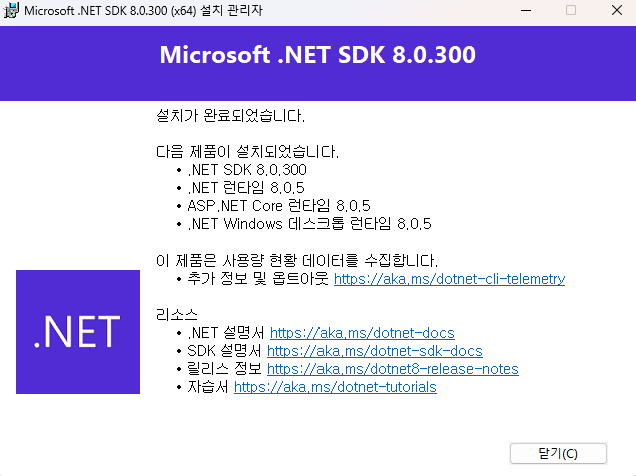 Microsoft .NET SDK 8.0.300 (x64) 설치 관리자
Microsoft .NET SDK 8.0.300
설치가 완료되었습니다.
다음 제품이 설치되었습니다.
• .NET SDK 8.0.300
• .NET 런타임 8.0.5
• ASP.NET Core 런타임 8.0.5
• .NET Windows 데스크톱 런타임 8.0.5
이 제품은 사용량 현황 데이터를 수집합니다.
• 추가 정보 및 옵트아웃 https://aka.ms/dotnet-cli-telemetry
.NET
리소스
• .NET 설명서 https://aka.ms/dotnet-docs
• SDK 설명서 https://aka.ms/dotnet-sdk-docs
• 릴리스 정보 https://aka.ms/dotnet8-release-notes
• 자습서 https://aka.ms/dotnet-tutorials
닫기(C)